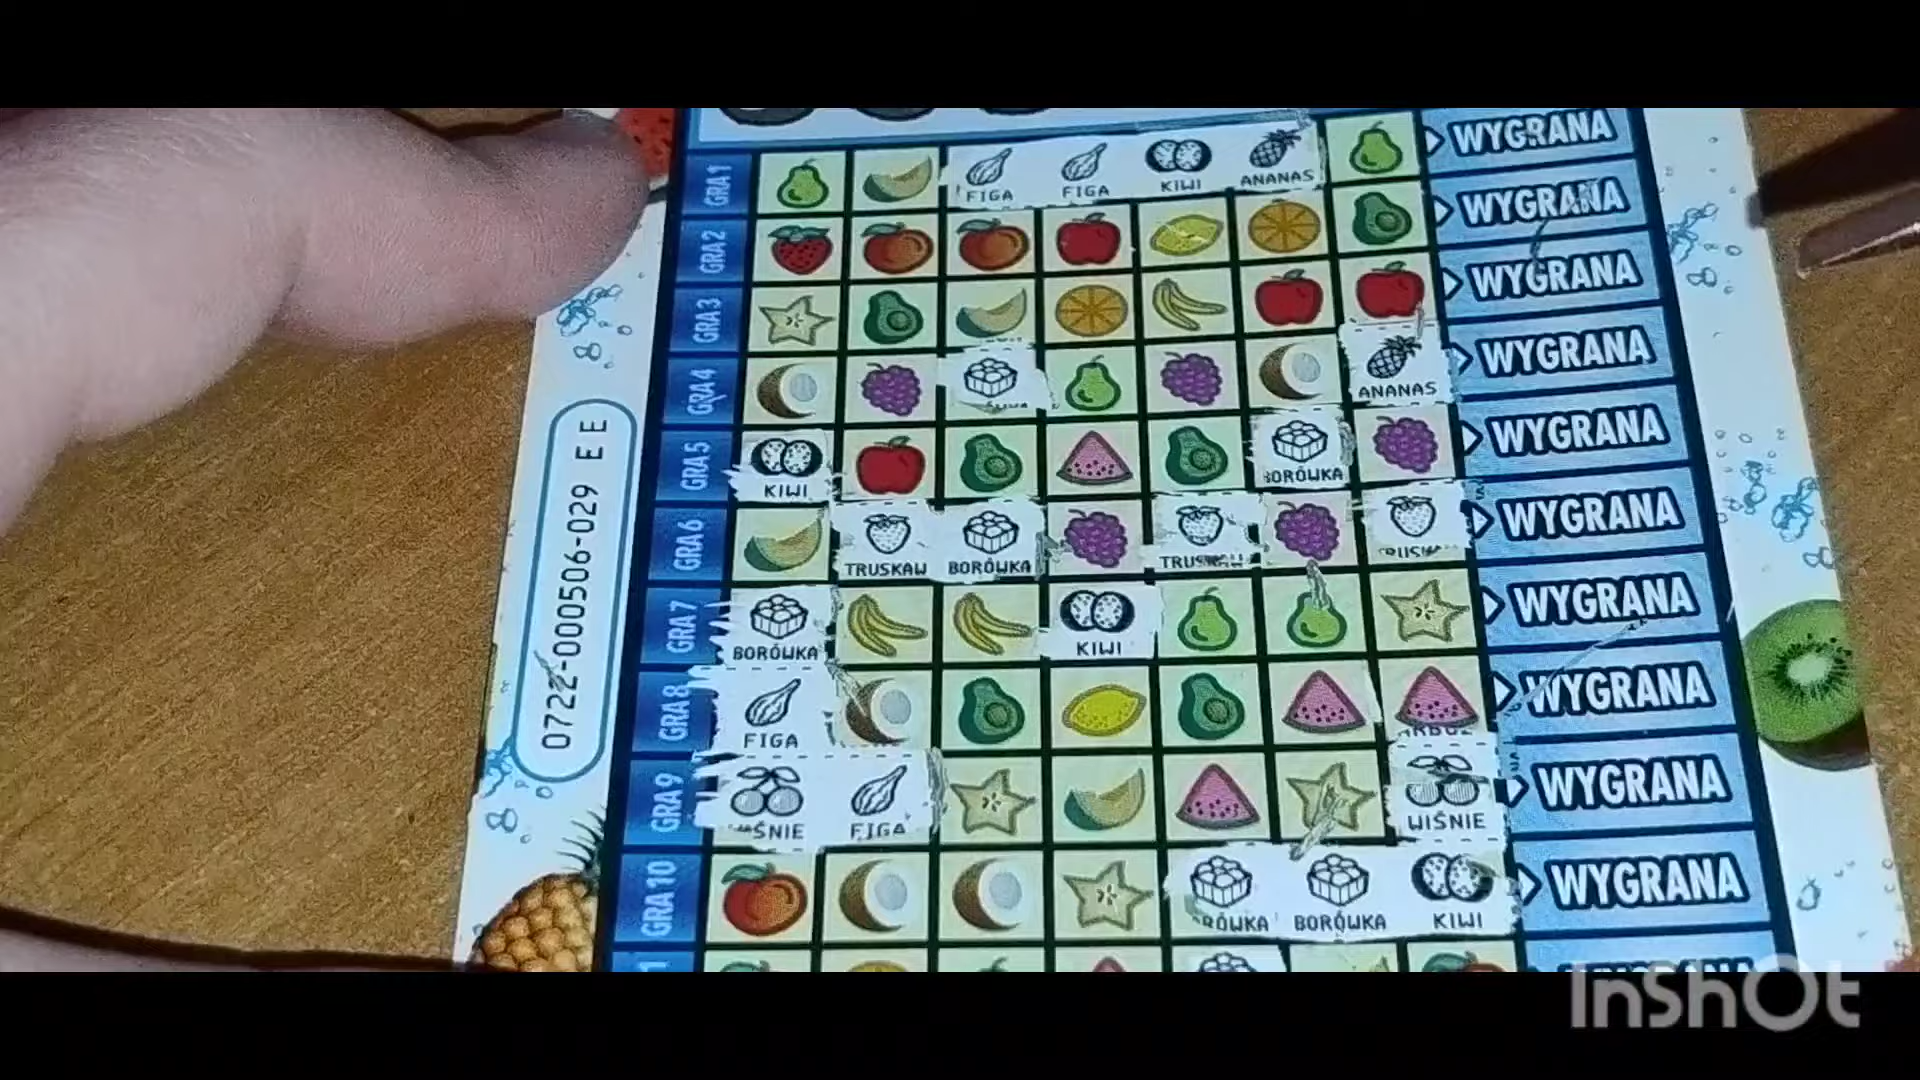 GRA 1 FIGA FIGA KIWI ANANAS WYGRANA
GRA 2 WYGRANA
GRA 3 WYGRANA
GRA 4 ANANAS WYGRANA
GRA 5 KIWI BORÓWKA WYGRANA
GRA 6 TRUSKAW BORÓWKA WYGRANA
GRA 7 BORÓWKA KIWI WYGRANA
GRA 8 FIGA WYGRANA
GRA 9 WIŚNIE FIGA WIŚNIE WYGRANA
GRA 10 BORÓWKA BORÓWKA KIWI WYGRANA
0722-000506-029 E E
InShOt